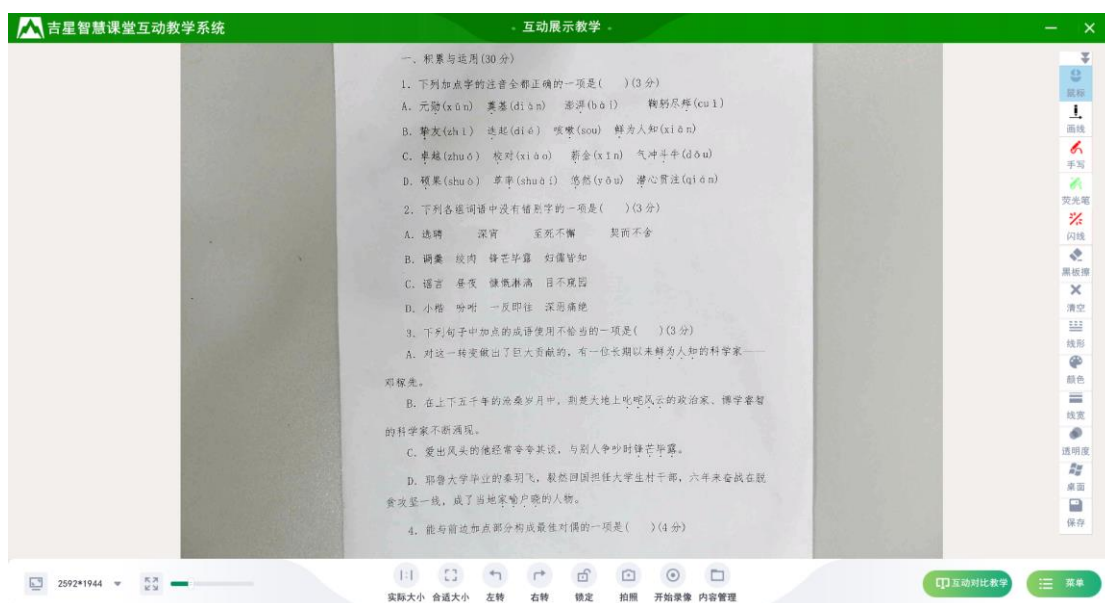 吉星智慧课堂互动教学系统
- 互动展示教学 -
一、积累与运用(30分)
1、下列加点字的注音全都正确的一项是( )(3分)
A、元勋(xūn) 奠基(diàn) 澎湃(bài) 鞠躬尽瘁(cuì)
B、挚友(zhì) 迭起(dié) 咳嗽(sou) 鲜为人知(xiǎn)
C、卓越(zhuó) 校对(xiào) 薪金(xīn) 气冲斗牛(dǒu)
D、硕果(shuò) 草率(shuài) 悠然(yōu) 潜心贯注(qián)
2、下列各组词语中没有错别字的一项是( )(3分)
A、选聘 深宵 至死不懈 契而不舍
B、调羹 绞肉 锋芒毕露 妇儒皆知
C、谣言 昼夜 慷慨淋漓 目不窥园
D、小楷 吩咐 一反即往 深恶痛绝
3、下列句子中加点的成语使用不恰当的一项是( )(3分)
A、对这一转变做出了巨大贡献的,有一位长期以来鲜为人知的科学家——
邓稼先。
B、在上下五千年的沧桑岁月中,荆楚大地上叱咤风云的政治家、博学睿智
的科学家不断涌现。
C、爱出风头的他经常夸夸其谈,与别人争吵时锋芒毕露。
D、耶鲁大学毕业的秦玥飞,毅然回国担任大学生村干部,六年来奋战在脱
贫攻坚一线,成了当地家喻户晓的人物。
4、能与前边加点部分构成最佳对偶的一项是( )(4分)
鼠标
画线
手写
荧光笔
闪线
黑板擦
清空
线形
颜色
线宽
透明度
桌面
保存
2592*1944
1:1
实际大小 合适大小 左转 右转 锁定 拍照 开始录像 内容管理
互动对比教学
菜单